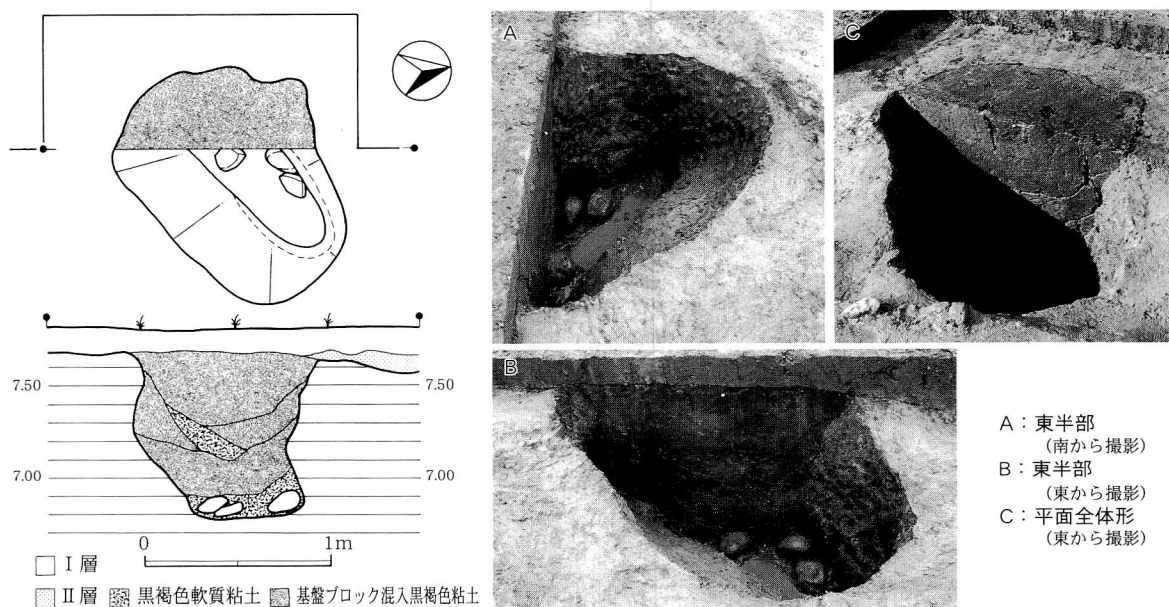 A
C
7.50
7.50
7.00
7.00
B
0
1m
Ⅰ層
Ⅱ層
黒褐色軟質粘土
基盤ブロック混入黒褐色粘土
A:東半部
(南から撮影)
B:東半部
(東から撮影)
C:平面全体形
(東から撮影)